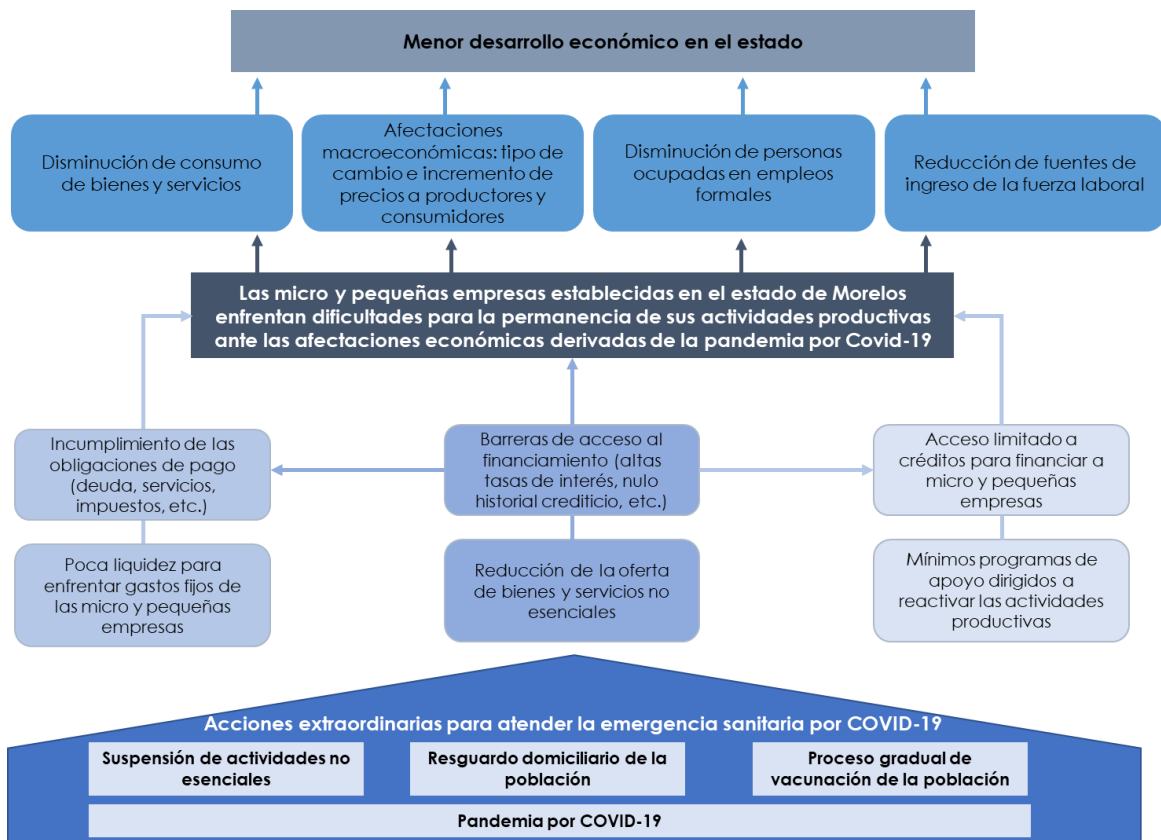 Menor desarrollo económico en el estado
Disminución de consumo
de bienes y servicios
Afectaciones
macroeconómicas: tipo de
cambio e incremento de
precios a productores y
consumidores
Disminución de personas
ocupadas en empleos
formales
Reducción de fuentes de
ingreso de la fuerza laboral
Las micro y pequeñas empresas establecidas en el estado de Morelos
enfrentan dificultades para la permanencia de sus actividades productivas
ante las afectaciones económicas derivadas de la pandemia por Covid-19
Incumplimiento de las
obligaciones de pago
(deuda, servicios,
impuestos, etc.)
Barreras de acceso al
financiamiento (altas
tasas de interés, nulo
historial crediticio, etc.)
Acceso limitado a
créditos para financiar a
micro y pequeñas
empresas
Poca liquidez para
enfrentar gastos fijos de
las micro y pequeñas
empresas
Reducción de la oferta
de bienes y servicios no
esenciales
Mínimos programas de
apoyo dirigidos a
reactivar las actividades
productivas
Acciones extraordinarias para atender la emergencia sanitaria por COVID-19
Suspensión de actividades no
esenciales
Resguardo domiciliario de la
población
Proceso gradual de
vacunación de la población
Pandemia por COVID-19